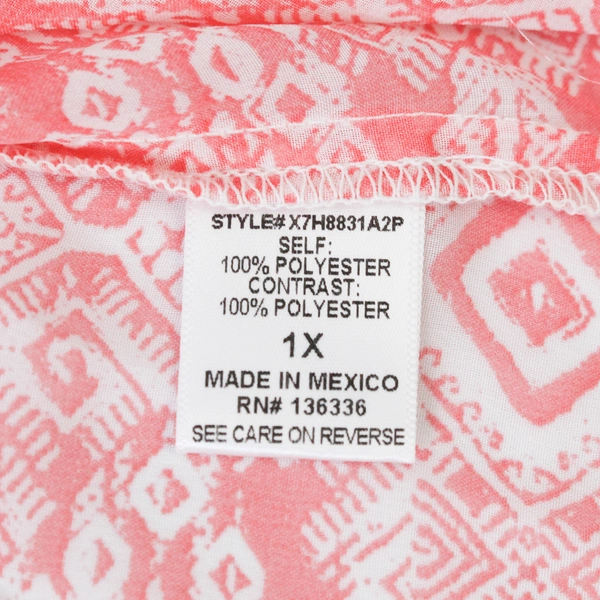 STYLE# X7H8831A2P
SELF:
100% POLYESTER
CONTRAST:
100% POLYESTER
1X
MADE IN MEXICO
RN# 136336
SEE CARE ON REVERSE